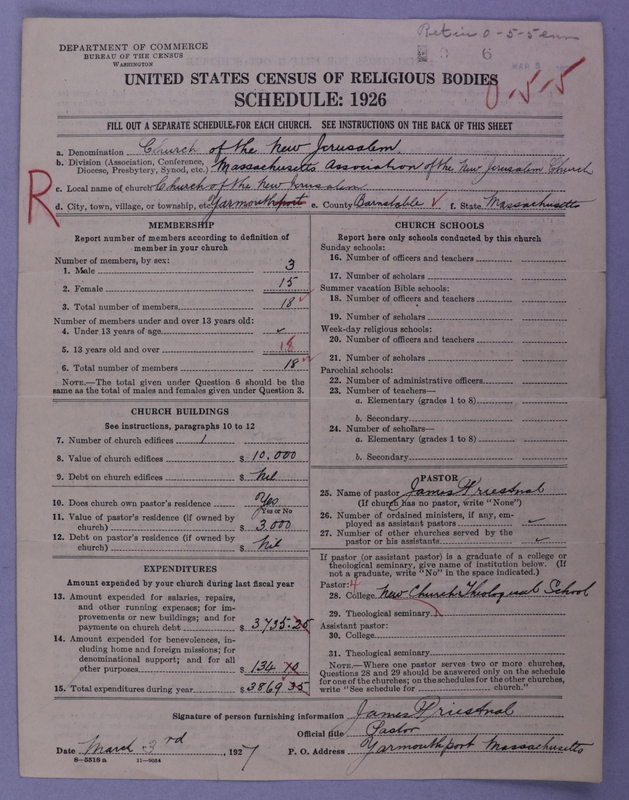 0-5-5
6
DEPARTMENT OF COMMERCE
BUREAU OF THE CENSUS
WASHINGTON
UNITED STATES CENSUS OF RELIGIOUS BODIES
0-5-5
SCHEDULE: 1926
FILL OUT A SEPARATE SCHEDULE FOR EACH CHURCH. SEE INSTRUCTIONS ON THE BACK OF THIS SHEET
a. Denomination Church of the New Jerusalem
b. Division (Association, Conference, Diocese, Presbytery, Synod, etc.) Massachusetts Association of the New Jerusalem Church
R
c. Local name of church Church of the New Jerusalem
d. City, town, village, or township, etc. Yarmouthport e. County Barnstable ✓ f. State Massachusetts
MEMBERSHIP
Report number of members according to definition of
member in your church
Number of members, by sex:
1. Male 3
2. Female 15
3. Total number of members 18 ✓
Number of members under and over 13 years old:
4. Under 13 years of age ✓
5. 13 years old and over 18
6. Total number of members 18 ✓
NOTE.—The total given under Question 6 should be the
same as the total of males and females given under Question 3.
CHURCH BUILDINGS
See instructions, paragraphs 10 to 12
7. Number of church edifices 1
8. Value of church edifices $ 10.000
9. Debt on church edifices $ Nil
10. Does church own pastor's residence Yes
Yes or No
11. Value of pastor's residence (if owned by
church) $ 3.000
12. Debt on pastor's residence (if owned by
church) $ Nil
EXPENDITURES
Amount expended by your church during last fiscal year
13. Amount expended for salaries, repairs,
and other running expenses; for im-
provements or new buildings; and for
payments on church debt $ 3735.25
14. Amount expended for benevolences, in-
cluding home and foreign missions; for
denominational support; and for all
other purposes $ 134 10
15. Total expenditures during year $ 3869 35
CHURCH SCHOOLS
Report here only schools conducted by this church
Sunday schools:
16. Number of officers and teachers
17. Number of scholars
Summer vacation Bible schools:
18. Number of officers and teachers
19. Number of scholars
Week-day religious schools:
20. Number of officers and teachers
21. Number of scholars
Parochial schools:
22. Number of administrative officers
23. Number of teachers—
a. Elementary (grades 1 to 8)
b. Secondary
24. Number of scholars—
a. Elementary (grades 1 to 8)
b. Secondary
PASTOR
25. Name of pastor James Priestnal
(If church has no pastor, write "None")
26. Number of ordained ministers, if any, em-
ployed as assistant pastors ✓
27. Number of other churches served by the
pastor or his assistants ✓
If pastor (or assistant pastor) is a graduate of a college or
theological seminary, give name of institution below. (If
not a graduate, write "No" in the space indicated.)
Pastor: 4
28. College New Church Theological School
29. Theological seminary
Assistant pastor:
30. College
31. Theological seminary
NOTE.—Where one pastor serves two or more churches,
Questions 28 and 29 should be answered only on the schedule
for one of the churches; on the schedules for the other churches,
write "See schedule for church."
Signature of person furnishing information James Priestnal
Official title Pastor
Date March 3rd, 1927 P. O. Address Yarmouthport Massachusetts
8-5518 a 11-9034